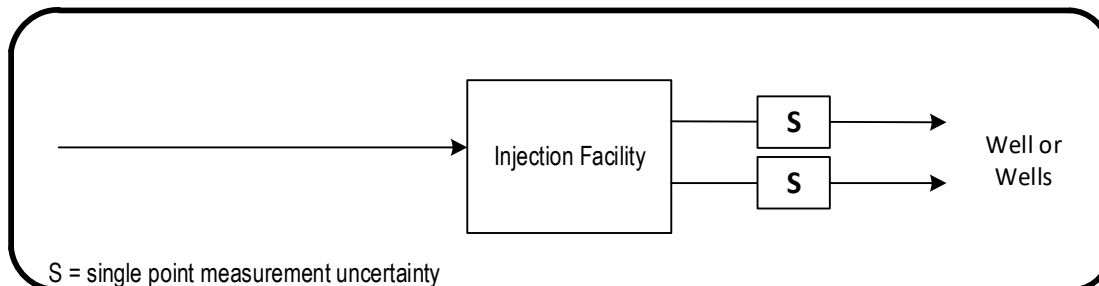 Injection Facility
S
S
Well or
Wells
S = single point measurement uncertainty